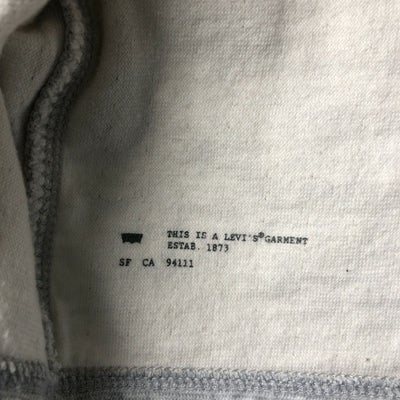 THIS IS A LEVI'S® GARMENT
ESTAB. 1873
SF CA 94111